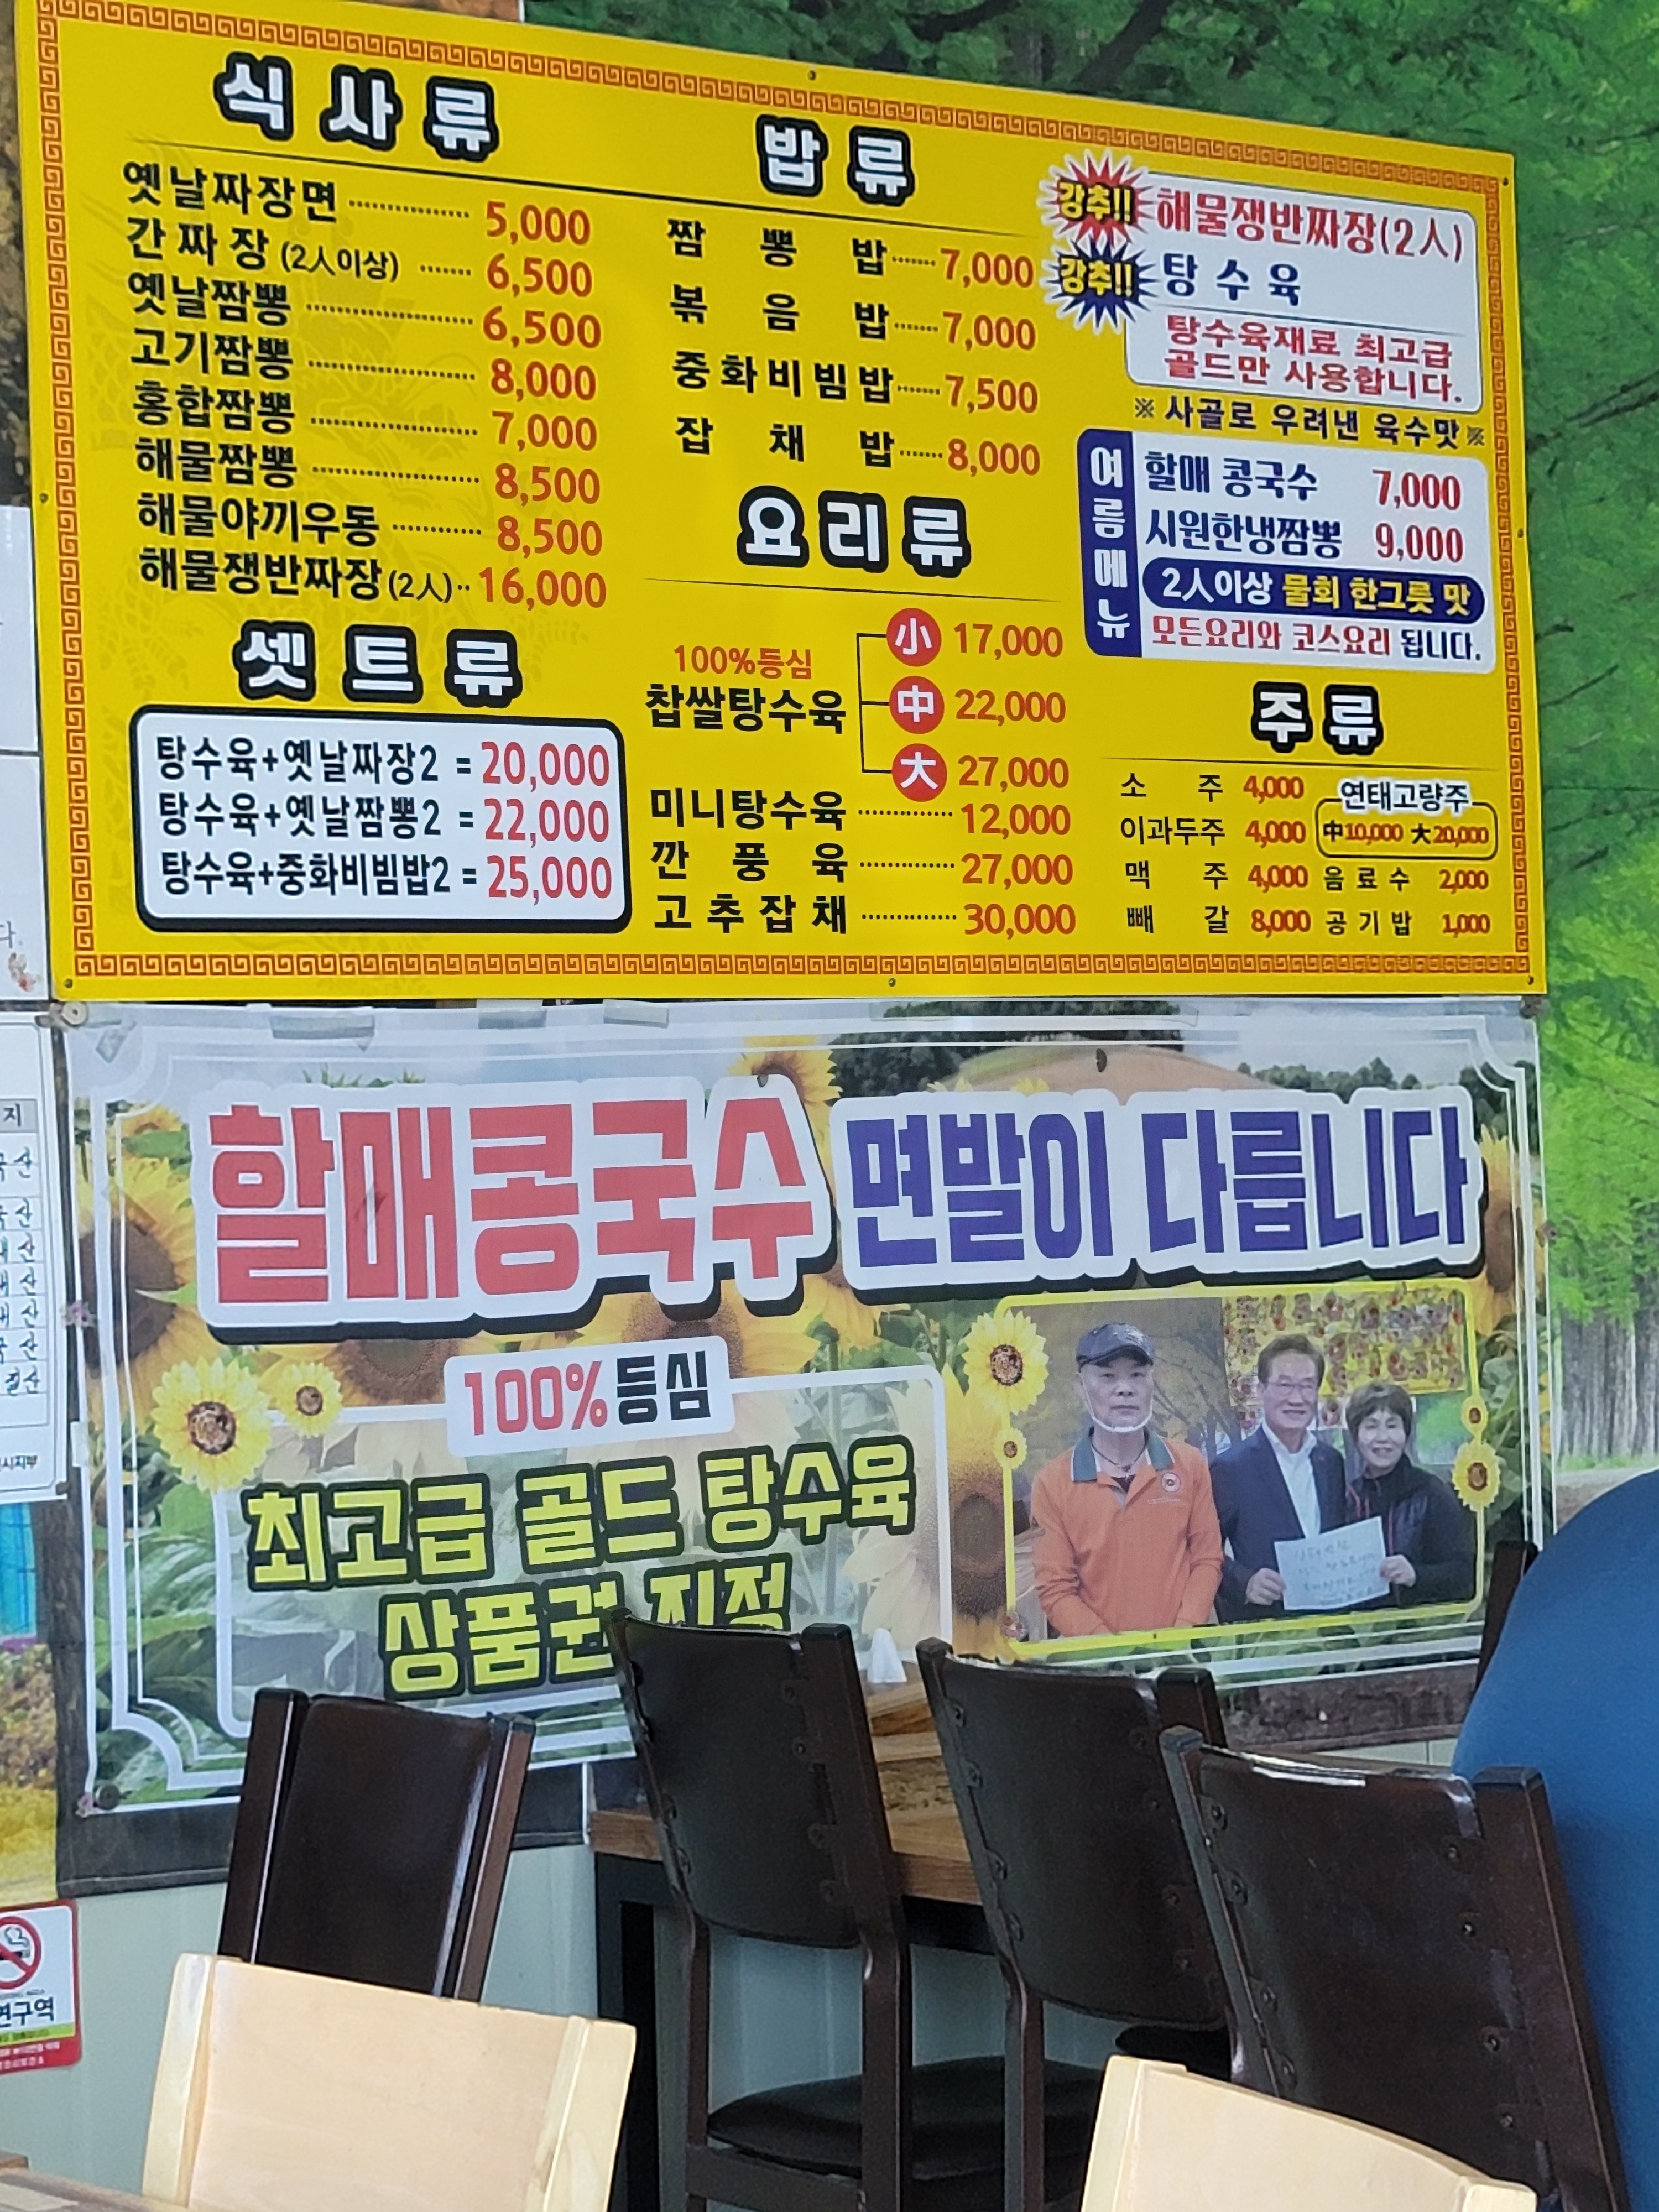 식사류
옛날짜장면 5,000
간짜장 (2人이상) 6,500
옛날짬뽕 6,500
고기짬뽕 8,000
홍합짬뽕 7,000
해물짬뽕 8,500
해물야끼우동 8,500
해물쟁반짜장(2人) 16,000
셋트류
탕수육+옛날짜장2 = 20,000
탕수육+옛날짬뽕2 = 22,000
탕수육+중화비빔밥2 = 25,000
밥류
짬뽕밥 7,000
볶음밥 7,000
중화비빔밥 7,500
잡채밥 8,000
요리류
100%등심
찹쌀탕수육
小 17,000
中 22,000
大 27,000
미니탕수육 12,000
깐풍육 27,000
고추잡채 30,000
강추!! 해물쟁반짜장(2人)
강추!! 탕수육
탕수육재료 최고급
골드만 사용합니다.
※ 사골로 우려낸 육수맛 ※
여름메뉴
할매 콩국수 7,000
시원한냉짬뽕 9,000
2人이상 물회 한그릇 맛
모든요리와 코스요리 됩니다.
주류
소주 4,000
이과두주 4,000
맥주 4,000
빼갈 8,000
연태고량주
中10,000 大20,000
음료수 2,000
공기밥 1,000
할매콩국수 면발이 다릅니다
100%등심
최고급 골드 탕수육
상품권 지정
지
산
산
산
산
산
산
시지부
연구역